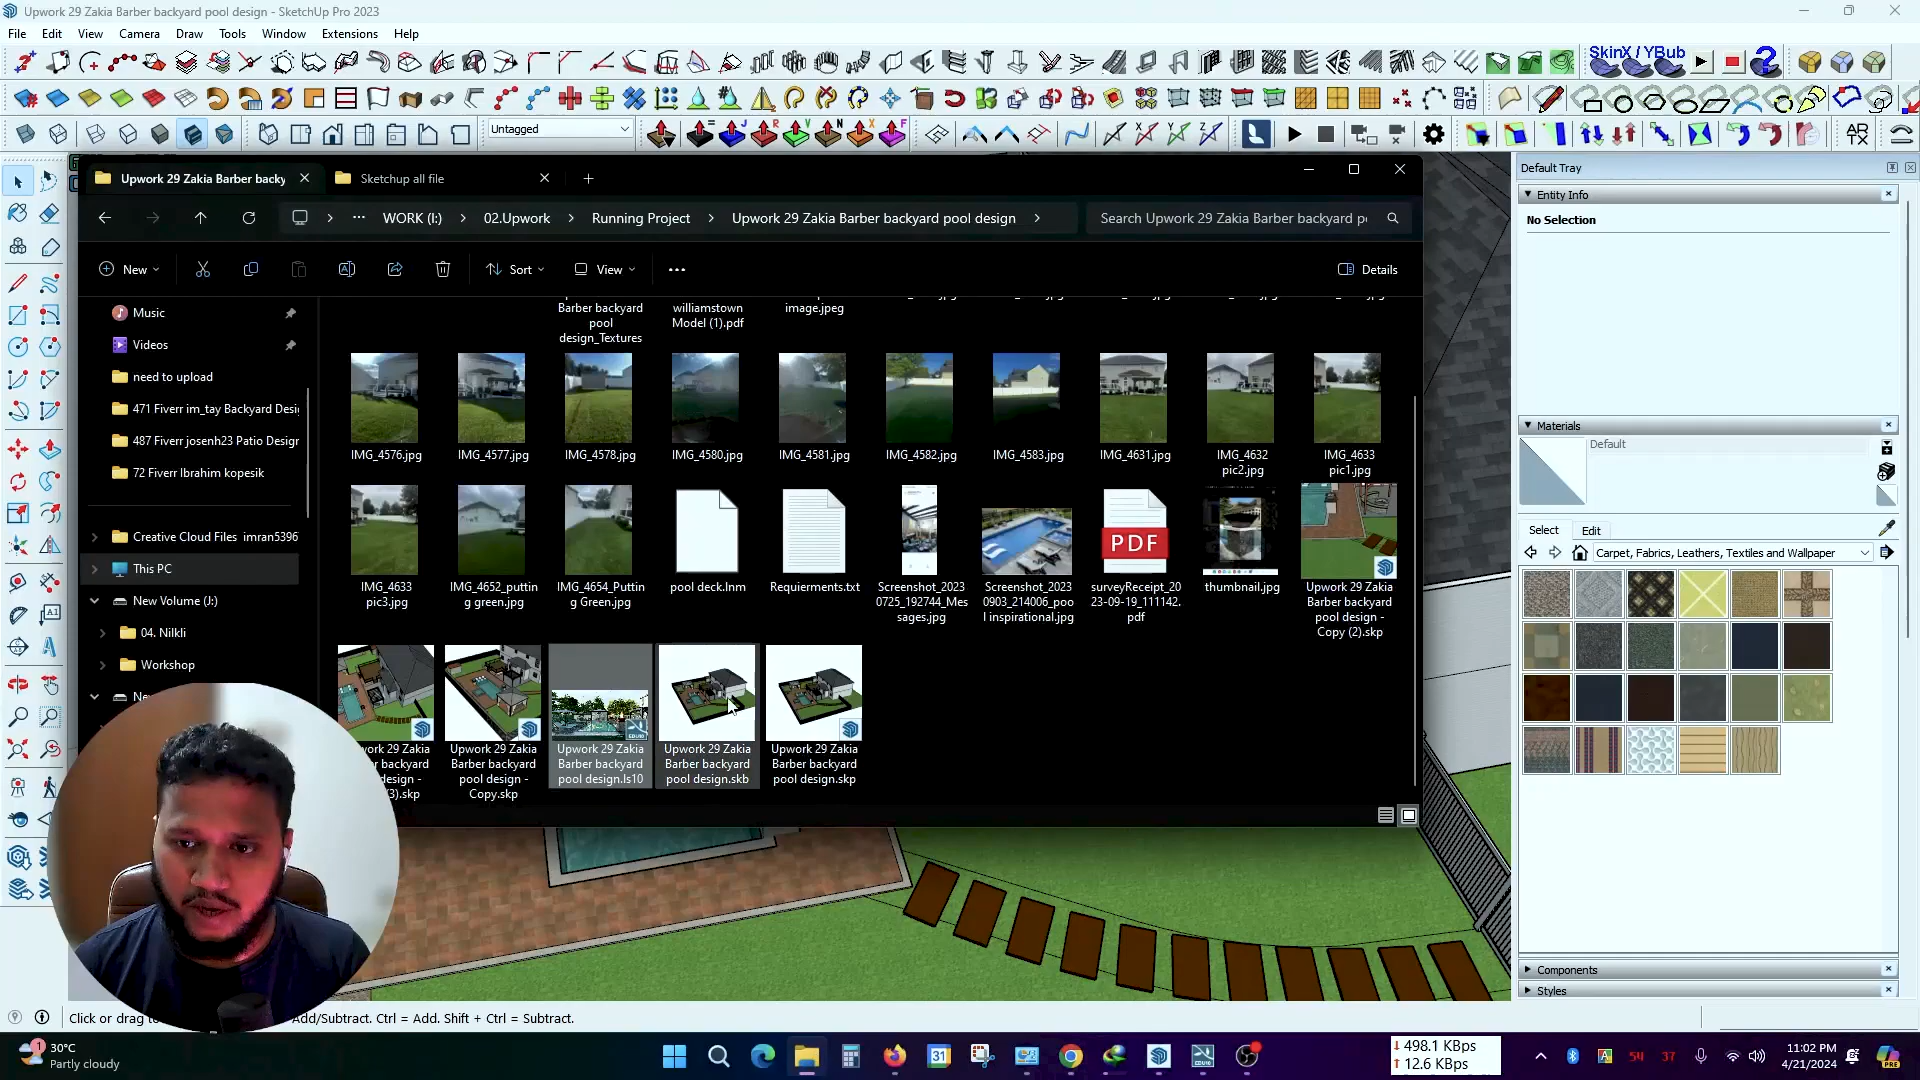 Upwork 29 Zakia Barber backyard pool design - SketchUp Pro 2023
File Edit View Camera Draw Tools Window Extensions Help
SkinX / YBub
Untagged
Default Tray
Upwork 29 Zakia Barber backy
Sketchup all file
Entity Info
No Selection
WORK (I:) 02.Upwork Running Project Upwork 29 Zakia Barber backyard pool design
New Sort View Details
Music
Videos
need to upload
471 Fiverr im_tay Backyard Desi
487 Fiverr josenh23 Patio Design
72 Fiverr Ibrahim kopesik
Creative Cloud Files imran5396
This PC
New Volume (J:)
04. Nilkli
Workshop
Barber backyard
pool
design_Textures
williamstown
Model (1).pdf
image.jpeg
IMG_4576.jpg
IMG_4577.jpg
IMG_4578.jpg
IMG_4580.jpg
IMG_4581.jpg
IMG_4582.jpg
IMG_4583.jpg
IMG_4631.jpg
IMG_4632
pic2.jpg
IMG_4633
pic1.jpg
PDF
IMG_4633
pic3.jpg
IMG_4652_puttin
g green.jpg
IMG_4654_Puttin
g Green.jpg
pool deck.lnm
Requierments.txt
Screenshot_2023
0725_192744_Mes
sages.jpg
Screenshot_2023
0903_214006_poo
l inspirational.jpg
surveyReceipt_20
23-09-19_111142.
pdf
thumbnail.jpg
Upwork 29 Zakia
Barber backyard
pool design -
Copy (2).skp
Upwork 29 Zakia
Barber backyard
pool design -
Copy.skp
Upwork 29 Zakia
Barber backyard
pool design.ls10
Upwork 29 Zakia
Barber backyard
pool design.skb
Upwork 29 Zakia
Barber backyard
pool design.skp
Materials
Default
Select Edit
Carpet, Fabrics, Leathers, Textiles and Wallpaper
Components
Styles
Click or drag
Add/Subtract. Ctrl = Add. Shift + Ctrl = Subtract.
30°C
Partly cloudy
498.1 KBps
12.6 KBps
54 37
11:02 PM
4/21/2024